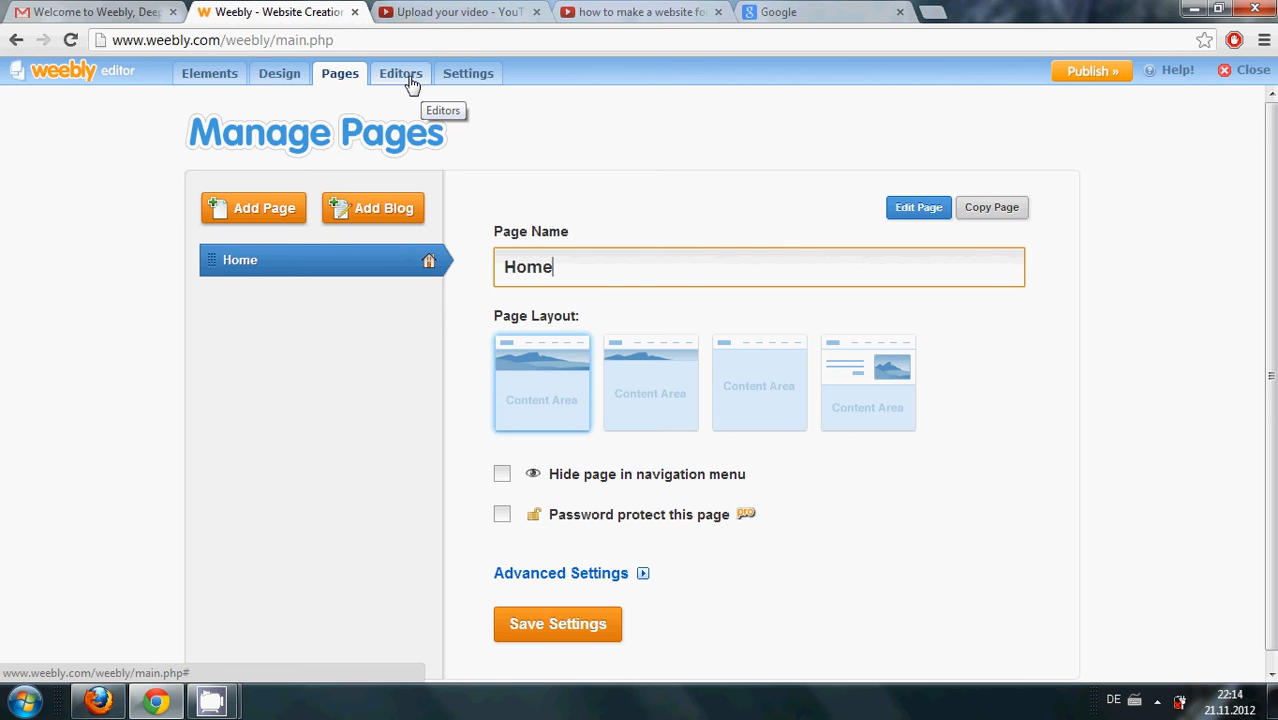 Welcome to Weebly, Deep
Weebly - Website Creation
Upload your video - YouT
how to make a website for
Google
www.weebly.com/weebly/main.php
weebly editor
Elements
Design
Pages
Editors
Settings
Publish »
Help!
Close
Editors
Manage Pages
Add Page
Add Blog
Edit Page
Copy Page
Page Name
Home
Home
Page Layout:
Content Area
Content Area
Content Area
Content Area
Hide page in navigation menu
Password protect this page pro
Advanced Settings
Save Settings
www.weebly.com/weebly/main.php#
DE
22:14
21.11.2012